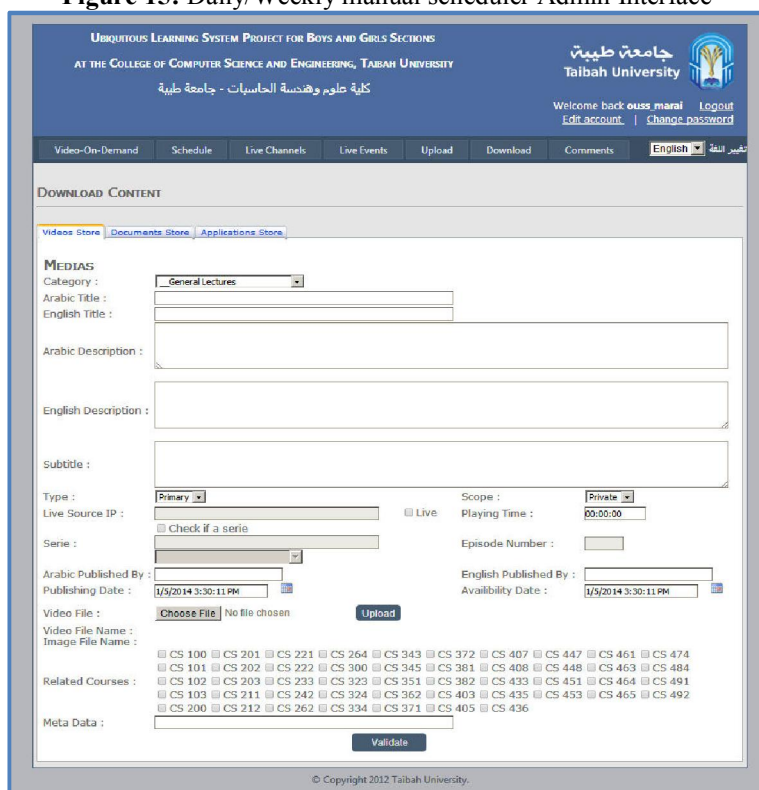 Figure 13: Daily/Weekly manual scheduler Admin Interface
UBIQUITOUS LEARNING SYSTEM PROJECT FOR BOYS AND GIRLS SECTIONS
AT THE COLLEGE OF COMPUTER SCIENCE AND ENGINEERING, TAIBAH UNIVERSITY
كلية علوم وهندسة الحاسبات - جامعة طيبة
جامعة طيبة
Taibah University
Welcome back ouss_marai Logout
Edit account | Change password
Video-On-Demand Schedule Live Channels Live Events Upload Download Comments English تغيير اللغة
DOWNLOAD CONTENT
Videos Store Documents Store Applications Store
MEDIAS
Category : __General Lectures
Arabic Title :
English Title :
Arabic Description :
English Description :
Subtitle :
Type : Primary Scope : Private
Live Source IP : Live Playing Time : 00:00:00
Check if a serie
Serie : Episode Number :
Arabic Published By : English Published By :
Publishing Date : 1/5/2014 3:30:11 PM Availibility Date : 1/5/2014 3:30:11 PM
Video File : Choose File No file chosen Upload
Video File Name :
Image File Name :
CS 100 CS 201 CS 221 CS 264 CS 343 CS 372 CS 407 CS 447 CS 461 CS 474
CS 101 CS 202 CS 222 CS 300 CS 345 CS 381 CS 408 CS 448 CS 463 CS 484
Related Courses : CS 102 CS 203 CS 233 CS 323 CS 351 CS 382 CS 433 CS 451 CS 464 CS 491
CS 103 CS 211 CS 242 CS 324 CS 362 CS 403 CS 435 CS 453 CS 465 CS 492
CS 200 CS 212 CS 262 CS 334 CS 371 CS 405 CS 436
Meta Data :
Validate
© Copyright 2012 Taibah University.